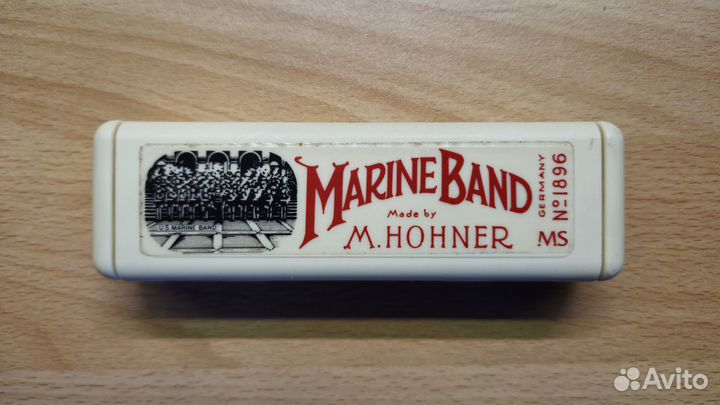 U.S. MARINE BAND
MARINE BAND
Made by
M. HOHNER
GERMANY
Nº1896
MS
Avito